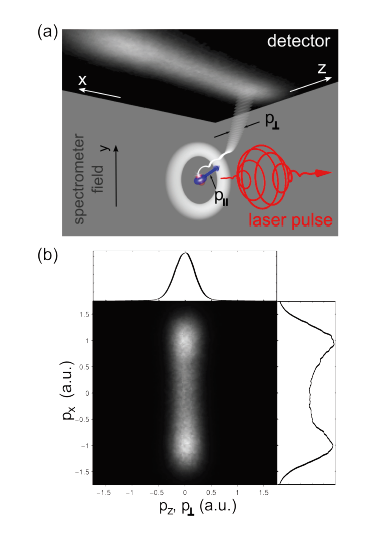 (a)
detector
x
z
p⊥
y
spectrometer
field
p||
laser pulse
(b)
1.5
1
0.5
0
−0.5
−1
−1.5
px (a.u.)
−1.5 −1 −0.5 0 0.5 1 1.5
pz, p⊥ (a.u.)